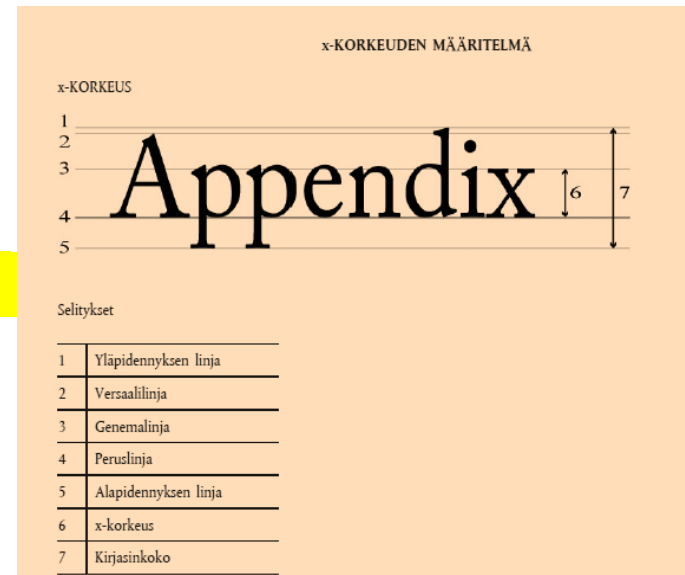 x-KORKEUDEN MÄÄRITELMÄ
x-KORKEUS
1
2
3
4
5
Appendix
6
7
Selitykset
1 Yläpidennyksen linja
2 Versaalilinja
3 Genemalinja
4 Peruslinja
5 Alapidennyksen linja
6 x-korkeus
7 Kirjasinkoko